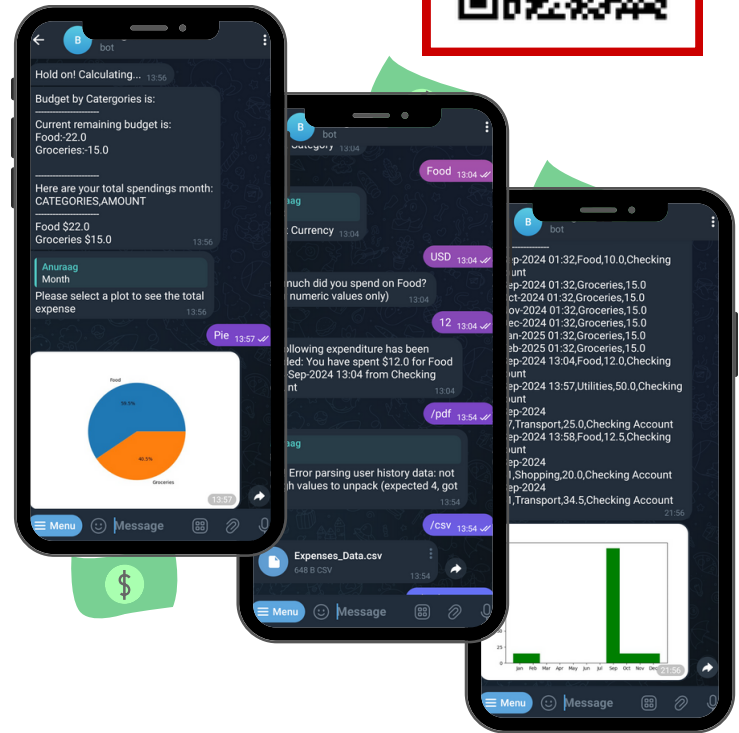 B
bot
Hold on! Calculating... 13:56
Budget by Catergories is:
Current remaining budget is:
Food:-22.0
Groceries:-15.0
Here are your total spendings month:
CATEGORIES,AMOUNT
Food $22.0
Groceries $15.0
13:56
Anuraag
Month
Please select a plot to see the total
expense 13:56
Pie 13:57
Food
59.5%
40.5%
Groceries
13:57
Menu
Message
$
B
bot
13:04
Food 13:04
aag
Currency 13:04
USD 13:04
much did you spend on Food?
numeric values only) 13:04
12 13:04
ollowing expenditure has been
ded: You have spent $12.0 for Food
-Sep-2024 13:04 from Checking
nt
13:04
/pdf 13:54
aag
Error parsing user history data: not
gh values to unpack (expected 4, got
13:54
/csv 13:54
Expenses_Data.csv
648 B CSV
13:54
Menu
Message
B
bot
ep-2024 01:32,Food,10.0,Checking
unt
ep-2024 01:32,Groceries,15.0
ct-2024 01:32,Groceries,15.0
ov-2024 01:32,Groceries,15.0
ec-2024 01:32,Groceries,15.0
an-2025 01:32,Groceries,15.0
eb-2025 01:32,Groceries,15.0
ep-2024 13:04,Food,12.0,Checking
unt
ep-2024 13:57,Utilities,50.0,Checking
unt
ep-2024
7,Transport,25.0,Checking Account
ep-2024 13:58,Food,12.5,Checking
unt
ep-2024
1,Shopping,20.0,Checking Account
ep-2024
1,Transport,34.5,Checking Account
21:56
25
0
Jan Feb Mar Apr May Jun Jul Sep Oct Nov Dec
21:56
Menu
Message